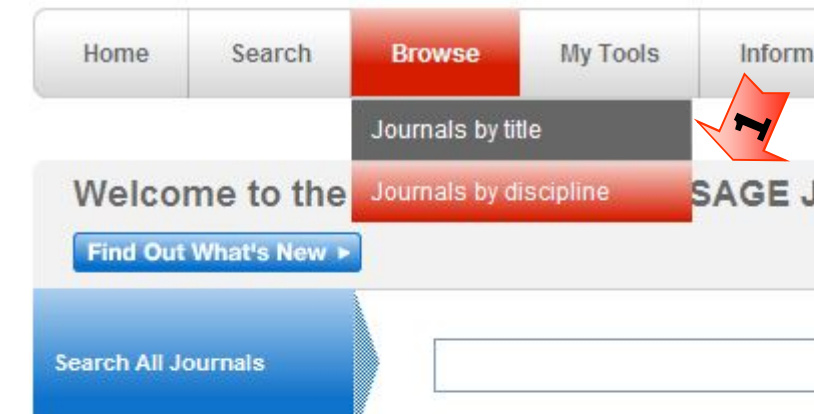 Home Search Browse My Tools Inform
Journals by title
1
Welcome to the Journals by discipline SAGE J
Find Out What's New
Search All Journals